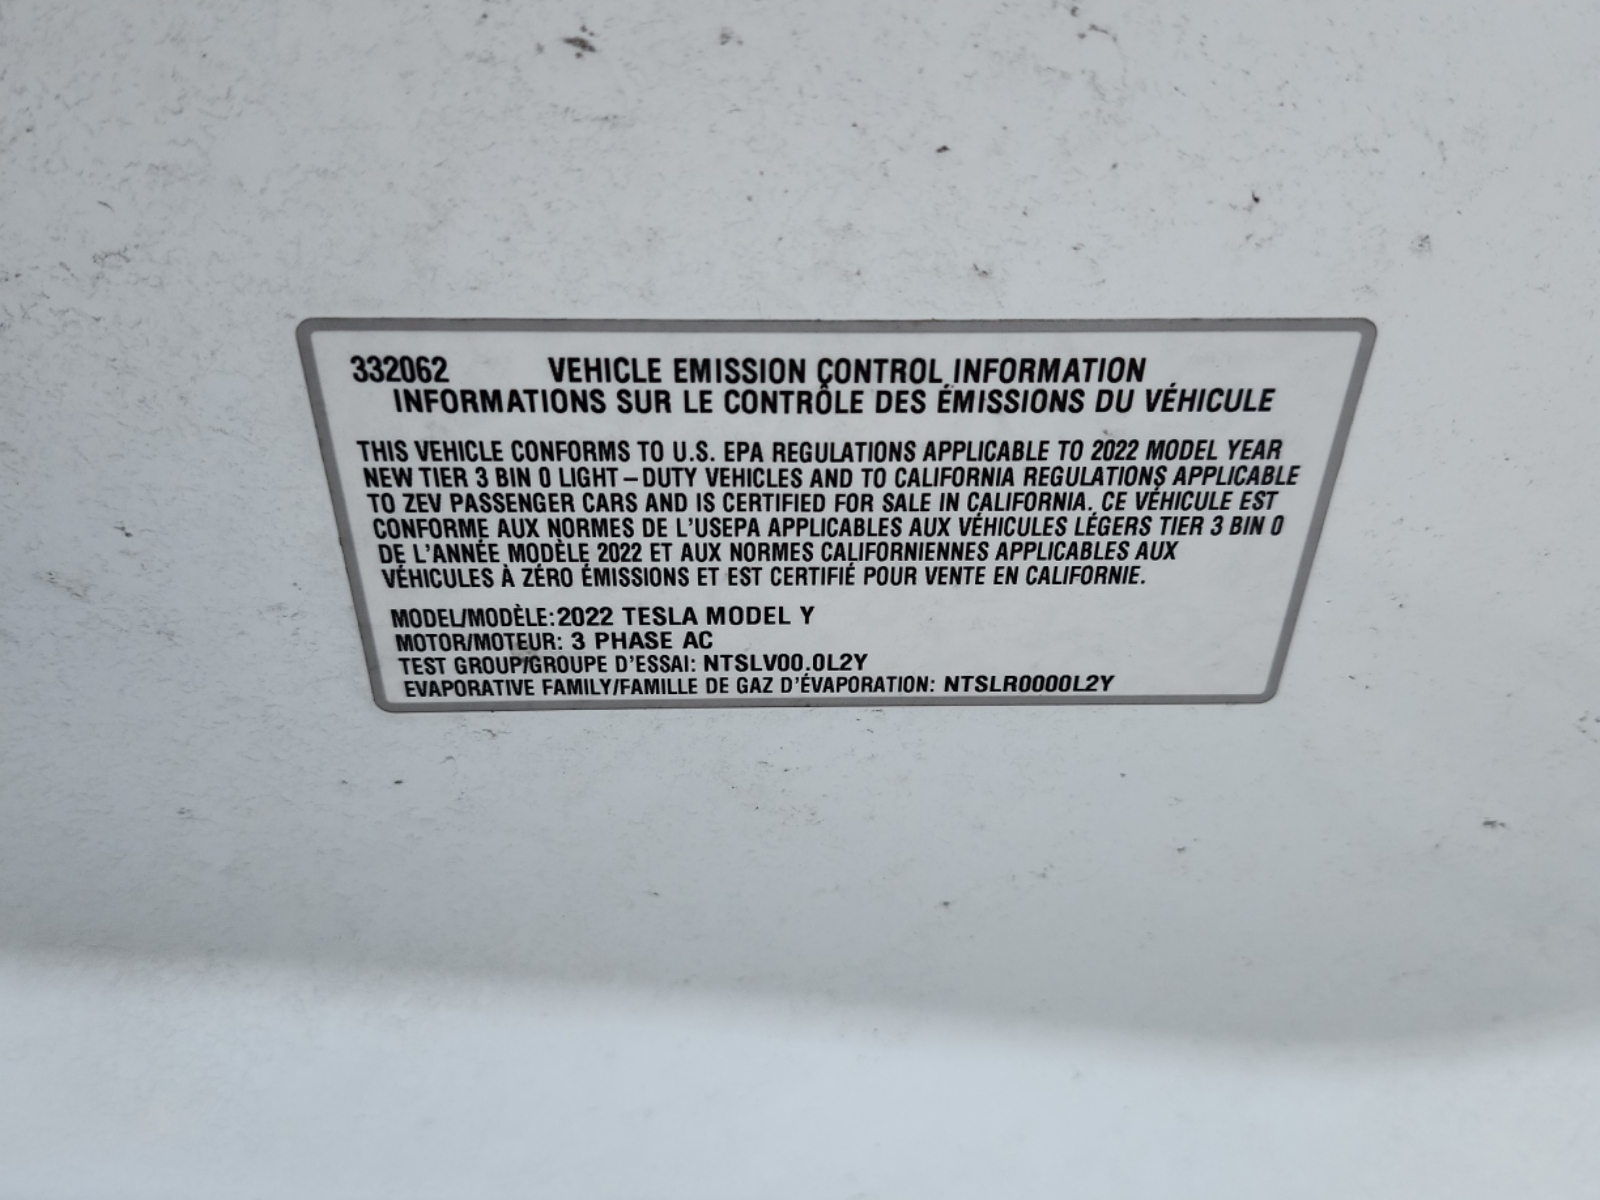 332062 VEHICLE EMISSION CONTROL INFORMATION
INFORMATIONS SUR LE CONTRÔLE DES ÉMISSIONS DU VÉHICULE
THIS VEHICLE CONFORMS TO U.S. EPA REGULATIONS APPLICABLE TO 2022 MODEL YEAR
NEW TIER 3 BIN 0 LIGHT – DUTY VEHICLES AND TO CALIFORNIA REGULATIONS APPLICABLE
TO ZEV PASSENGER CARS AND IS CERTIFIED FOR SALE IN CALIFORNIA. CE VÉHICULE EST
CONFORME AUX NORMES DE L'USEPA APPLICABLES AUX VÉHICULES LÉGERS TIER 3 BIN 0
DE L'ANNÉE MODÈLE 2022 ET AUX NORMES CALIFORNIENNES APPLICABLES AUX
VÉHICULES À ZÉRO ÉMISSIONS ET EST CERTIFIÉ POUR VENTE EN CALIFORNIE.
MODEL/MODÈLE: 2022 TESLA MODEL Y
MOTOR/MOTEUR: 3 PHASE AC
TEST GROUP/GROUPE D'ESSAI: NTSLV00.0L2Y
EVAPORATIVE FAMILY/FAMILLE DE GAZ D'ÉVAPORATION: NTSLR0000L2Y